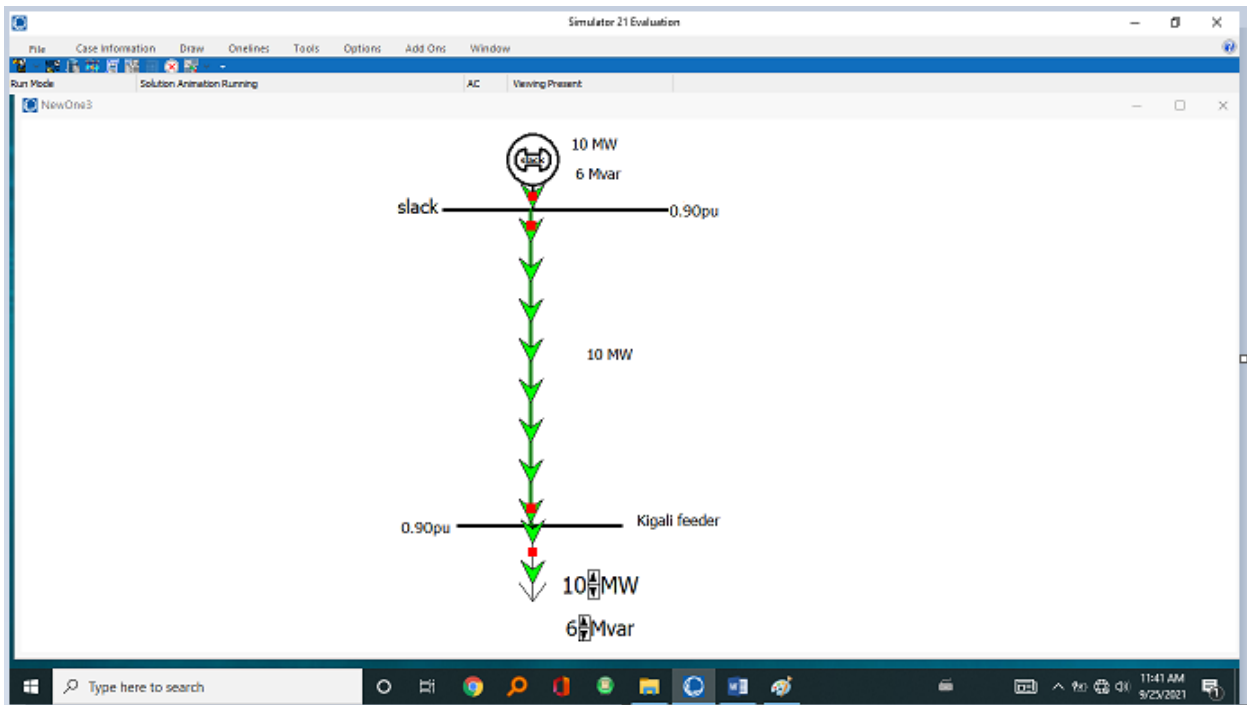 Simulator 21 Evaluation
File Case Information Draw Onelines Tools Options Add Ons Window
Run Mode Solution Animation Running AC Viewing Present
NewOne3
10 MW
slack
6 Mvar
slack 0.90pu
10 MW
0.90pu Kigali feeder
10 MW
6 Mvar
Type here to search
11:41 AM
9/25/2021